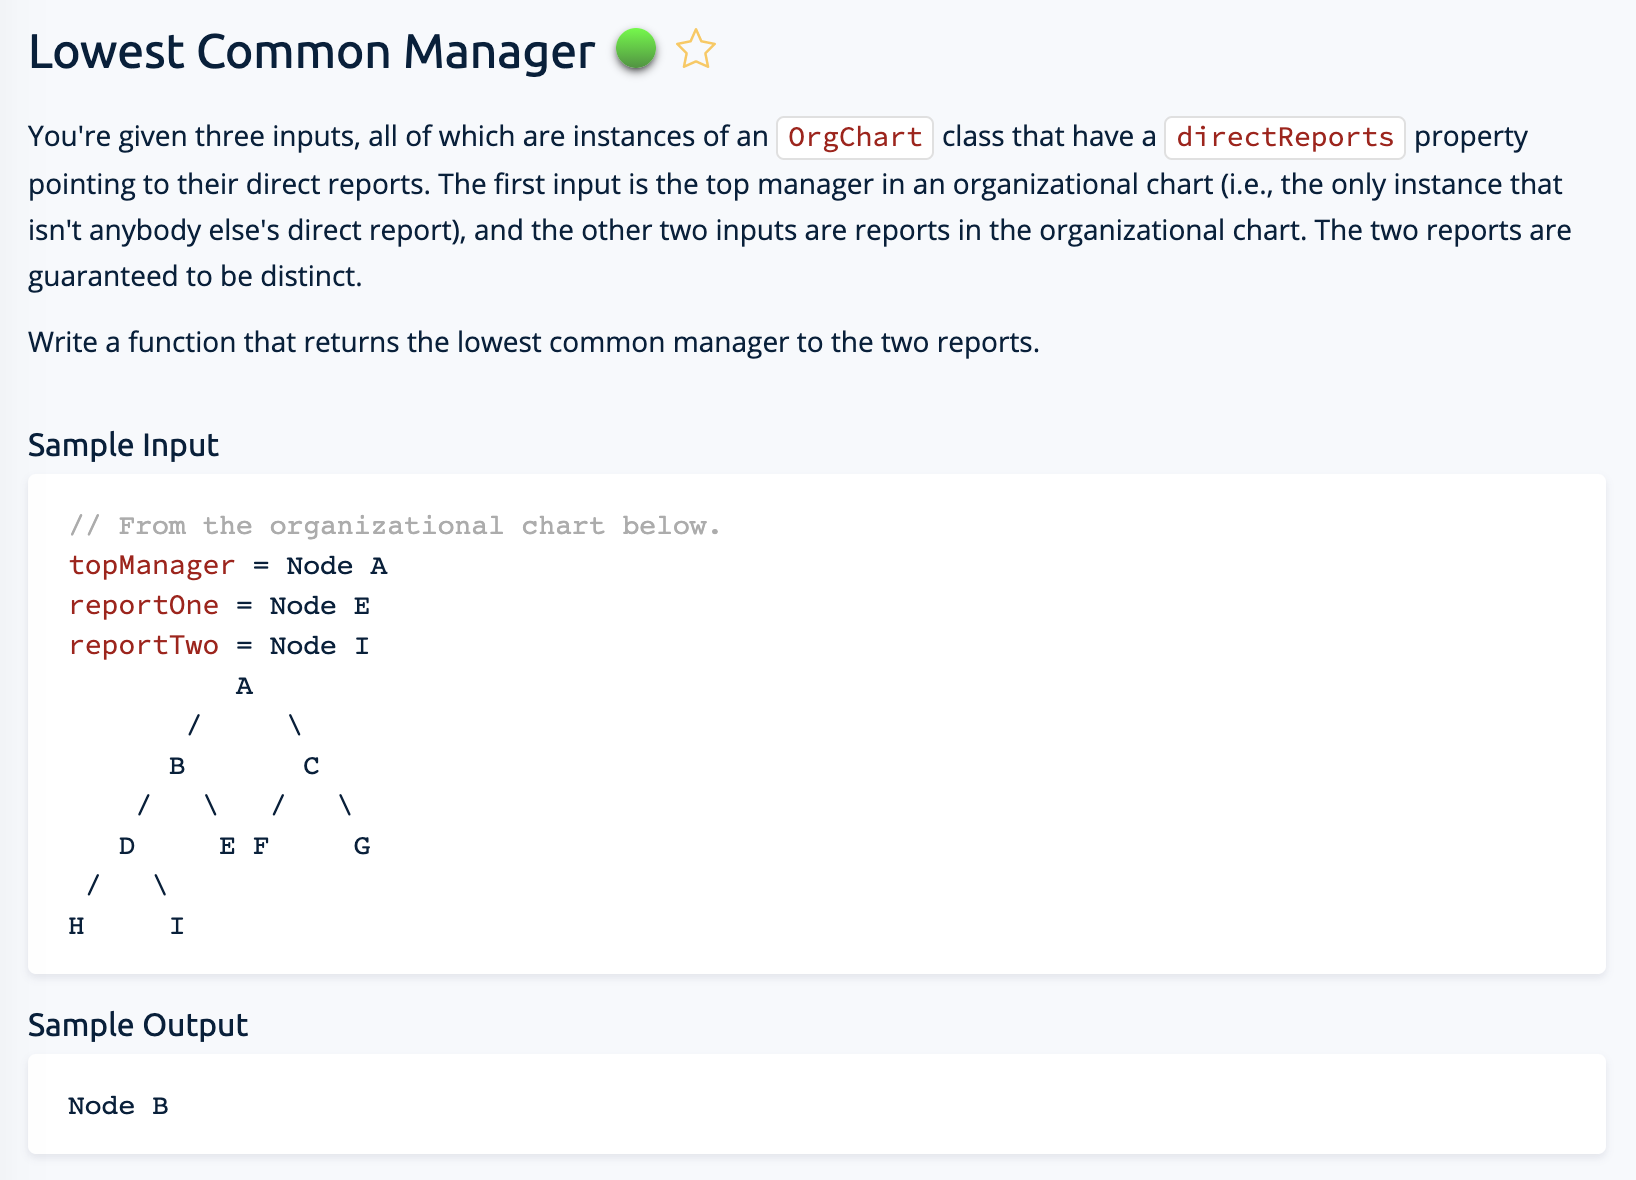 Lowest Common Manager
You're given three inputs, all of which are instances of an OrgChart class that have a directReports property
pointing to their direct reports. The first input is the top manager in an organizational chart (i.e., the only instance that
isn't anybody else's direct report), and the other two inputs are reports in the organizational chart. The two reports are
guaranteed to be distinct.
Write a function that returns the lowest common manager to the two reports.
Sample Input
// From the organizational chart below.
topManager = Node A
reportOne = Node E
reportTwo = Node I
          A
       /     \
      B       C
    /   \   /   \
   D     E F     G
 /   \
H     I
Sample Output
Node B